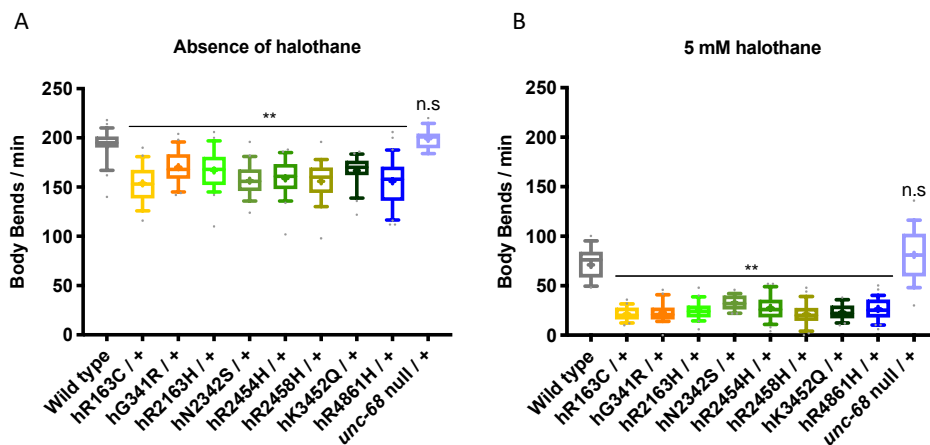 A
Absence of halothane
Body Bends / min
250
200
150
100
50
0
**
n.s
Wild type
hR163C / +
hG341R / +
hR2163H / +
hN2342S / +
hR2454H / +
hR2458H / +
hK3452Q / +
hR4861H / +
unc-68 null / +
B
5 mM halothane
Body Bends / min
250
200
150
100
50
0
**
n.s
Wild type
hR163C / +
hG341R / +
hR2163H / +
hN2342S / +
hR2454H / +
hR2458H / +
hK3452Q / +
hR4861H / +
unc-68 null / +